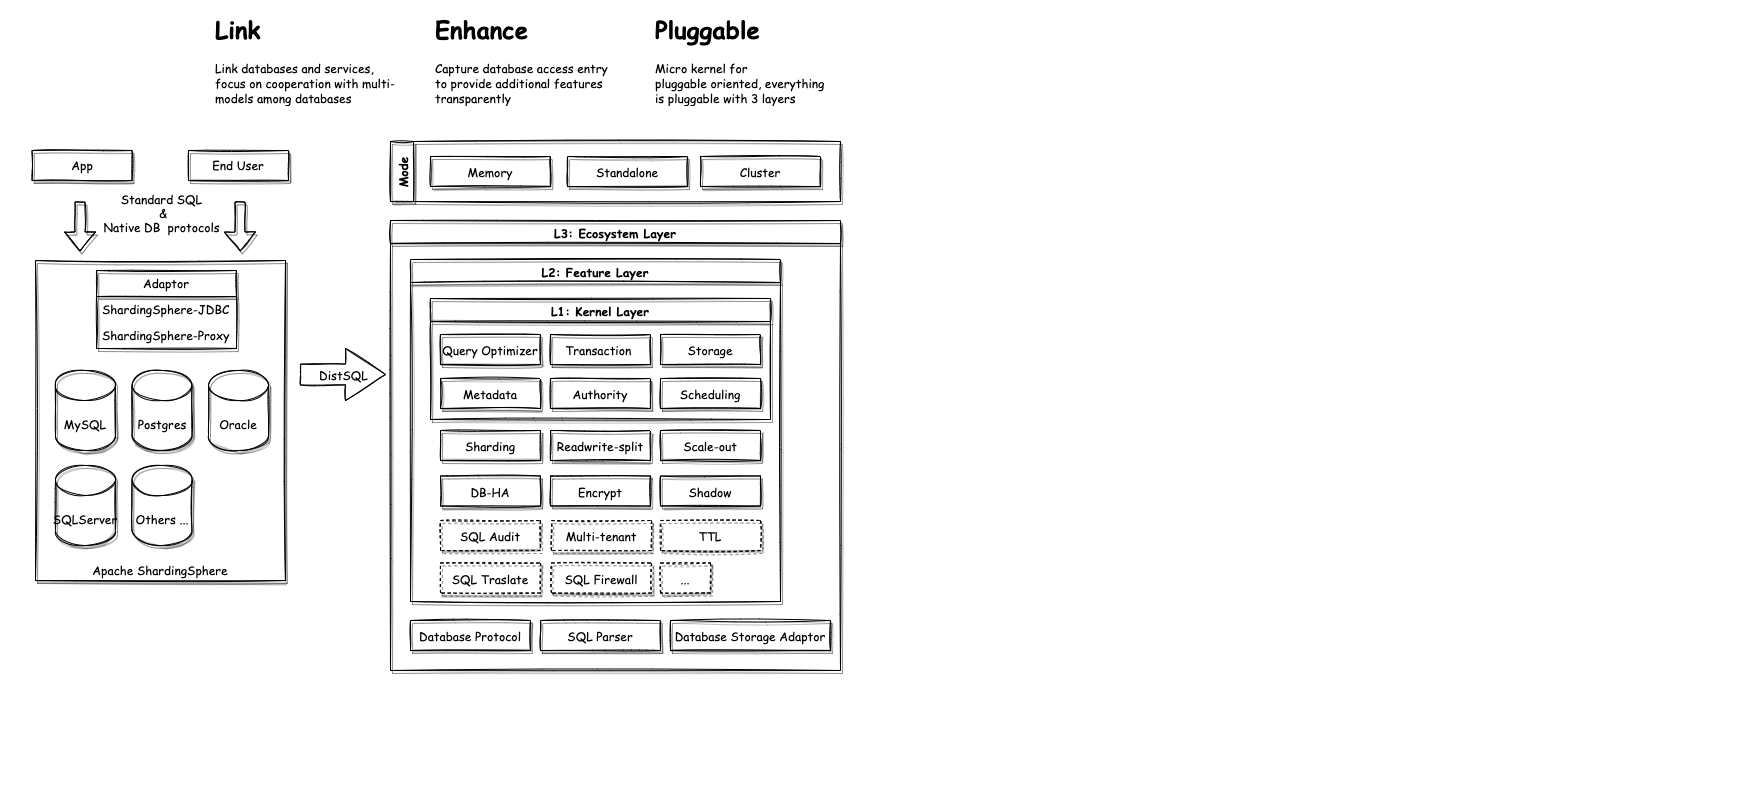 Link
Link databases and services,
focus on cooperation with multi-
models among databases
Enhance
Capture database access entry
to provide additional features
transparently
Pluggable
Micro kernel for
pluggable oriented, everything
is pluggable with 3 layers
App
End User
Standard SQL
&
Native DB protocols
Adaptor
ShardingSphere-JDBC
ShardingSphere-Proxy
MySQL
Postgres
Oracle
SQLServer
Others ...
Apache ShardingSphere
DistSQL
Mode
Memory
Standalone
Cluster
L3: Ecosystem Layer
L2: Feature Layer
L1: Kernel Layer
Query Optimizer
Transaction
Storage
Metadata
Authority
Scheduling
Sharding
Readwrite-split
Scale-out
DB-HA
Encrypt
Shadow
SQL Audit
Multi-tenant
TTL
SQL Traslate
SQL Firewall
...
Database Protocol
SQL Parser
Database Storage Adaptor